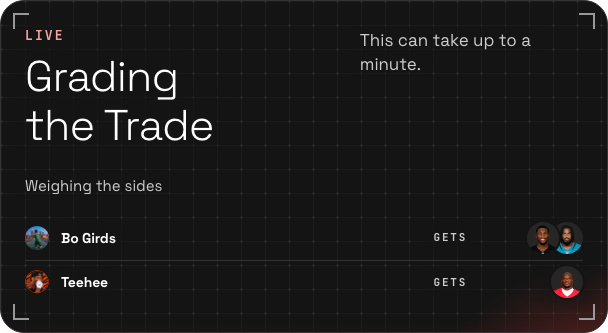 LIVE
Grading
the Trade
This can take up to a
minute.
Weighing the sides
Bo Girds
GETS
Teehee
GETS